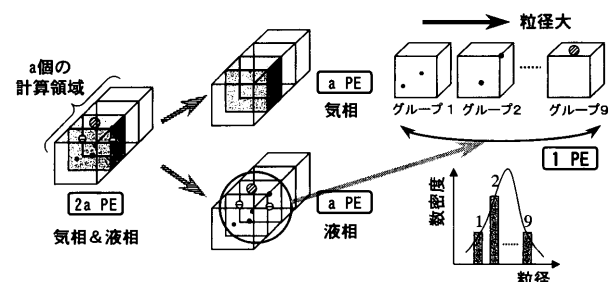 a個の
計算領域
2a PE
気相&液相
a PE
気相
a PE
液相
粒径大
グループ1 グループ2 グループ9
1 PE
数密度
1
2
9
粒径